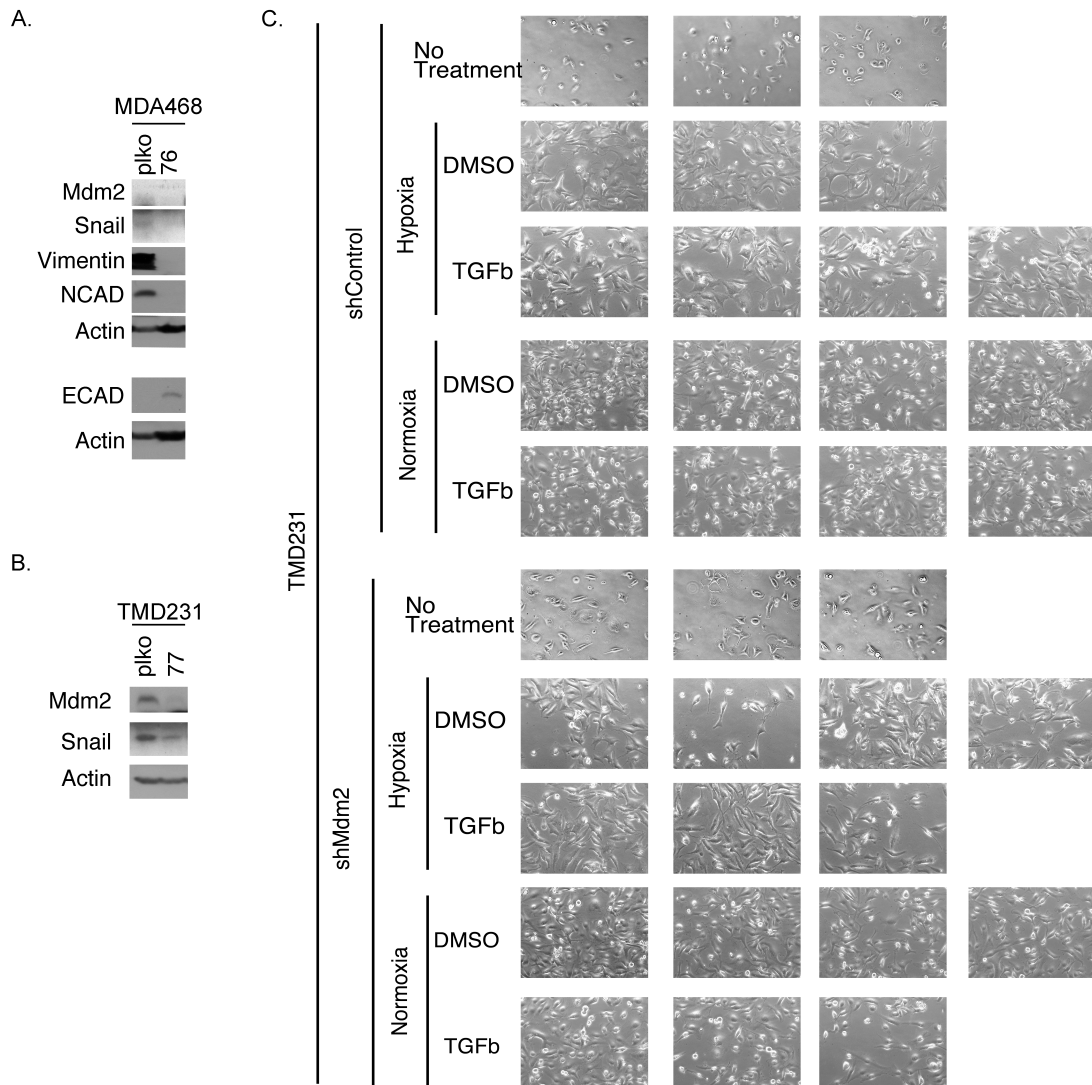 A.
MDA468
plko
76
Mdm2
Snail
Vimentin
NCAD
Actin
ECAD
Actin
B.
TMD231
plko
77
Mdm2
Snail
Actin
C.
TMD231
shControl
No
Treatment
Hypoxia
DMSO
TGFb
Normoxia
DMSO
TGFb
shMdm2
No
Treatment
Hypoxia
DMSO
TGFb
Normoxia
DMSO
TGFb